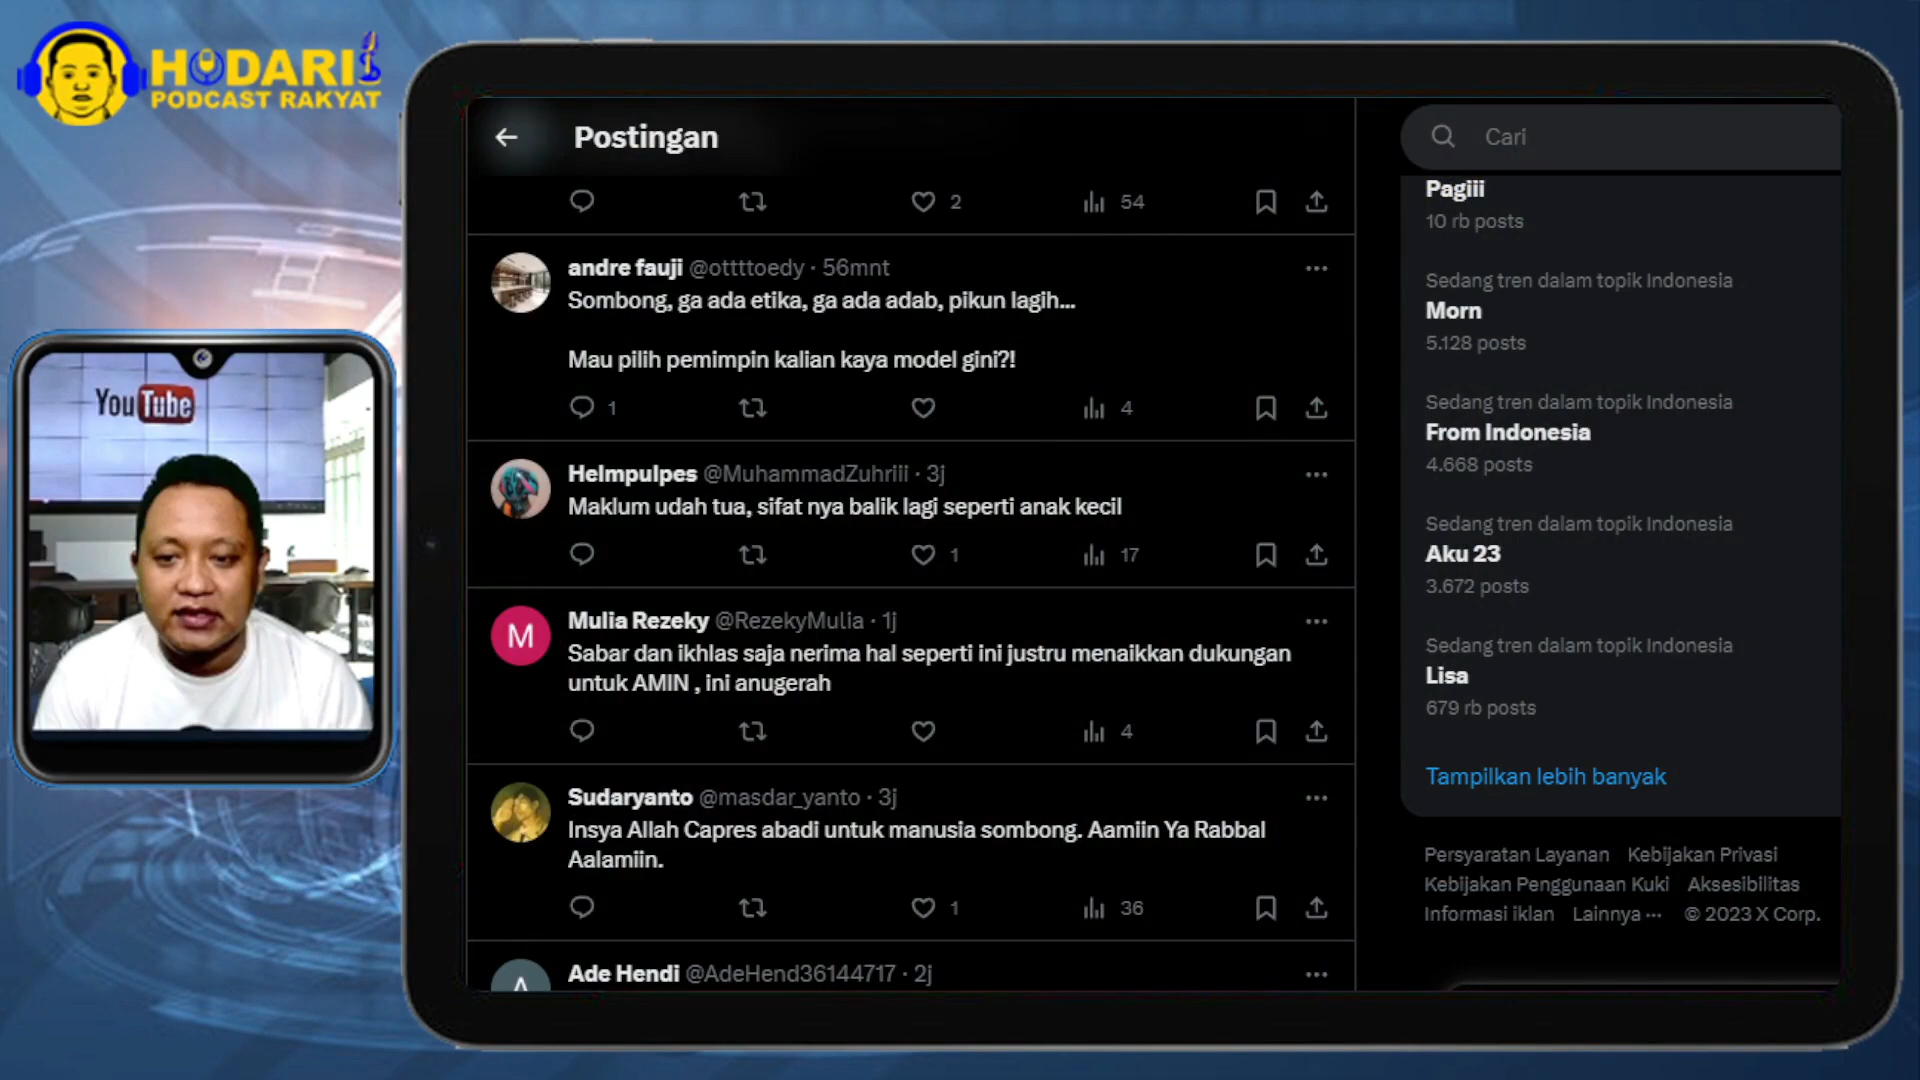 HODARI
PODCAST RAKYAT
YouTube
Postingan
2
54
andre fauji @ottttoedy · 56mnt
Sombong, ga ada etika, ga ada adab, pikun lagih...
Mau pilih pemimpin kalian kaya model gini?!
1
4
Helmpulpes @MuhammadZuhriii · 3j
Maklum udah tua, sifat nya balik lagi seperti anak kecil
1
17
M
Mulia Rezeky @RezekyMulia · 1j
Sabar dan ikhlas saja nerima hal seperti ini justru menaikkan dukungan
untuk AMIN , ini anugerah
4
Sudaryanto @masdar_yanto · 3j
Insya Allah Capres abadi untuk manusia sombong. Aamiin Ya Rabbal
Aalamiin.
1
36
A
Ade Hendi @AdeHend36144717 · 2j
Cari
Pagiii
10 rb posts
Sedang tren dalam topik Indonesia
Morn
5.128 posts
Sedang tren dalam topik Indonesia
From Indonesia
4.668 posts
Sedang tren dalam topik Indonesia
Aku 23
3.672 posts
Sedang tren dalam topik Indonesia
Lisa
679 rb posts
Tampilkan lebih banyak
Persyaratan Layanan Kebijakan Privasi
Kebijakan Penggunaan Kuki Aksesibilitas
Informasi iklan Lainnya ··· © 2023 X Corp.